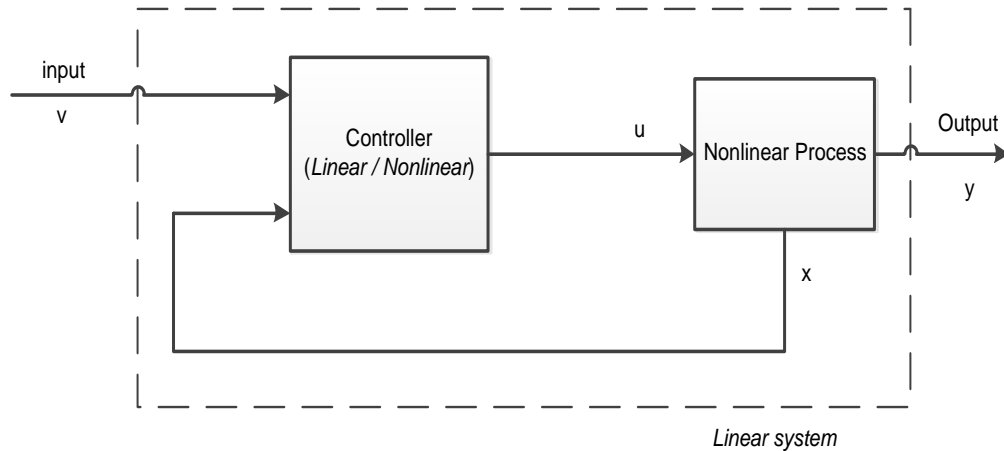 input
v
Controller
(Linear / Nonlinear)
u
Nonlinear Process
Output
y
x
Linear system